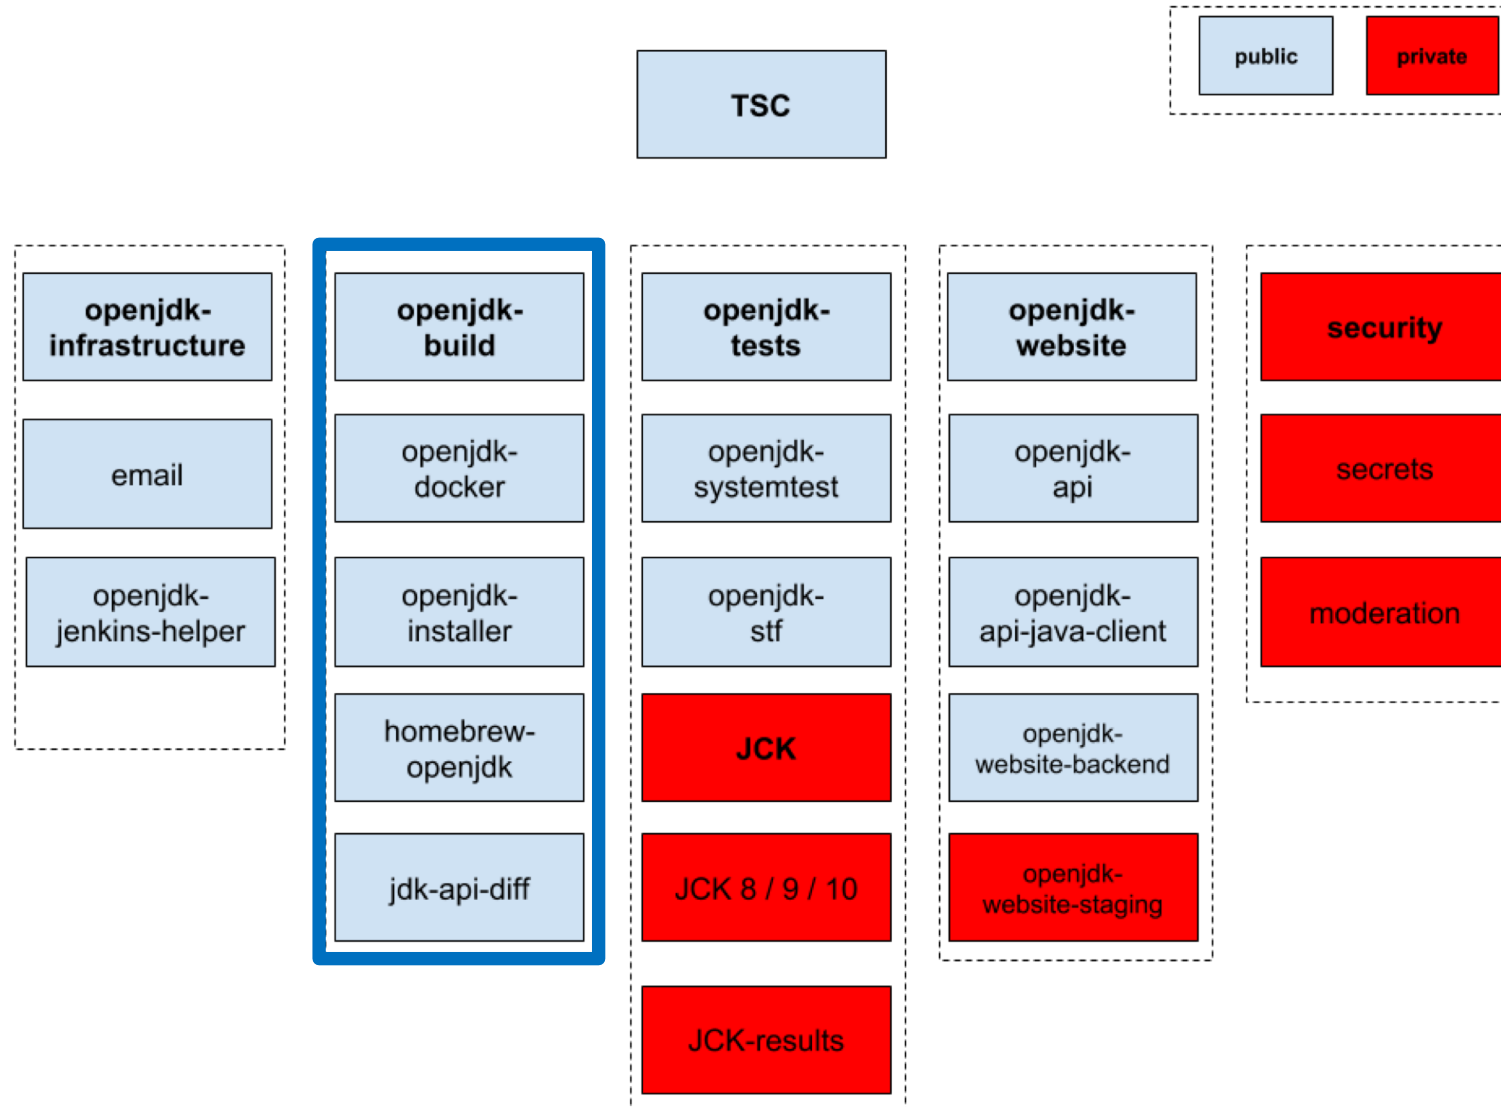 public
private
TSC
openjdk-
infrastructure
email
openjdk-
jenkins-helper
openjdk-
build
openjdk-
docker
openjdk-
installer
homebrew-
openjdk
jdk-api-diff
openjdk-
tests
openjdk-
systemtest
openjdk-
stf
JCK
JCK 8 / 9 / 10
JCK-results
openjdk-
website
openjdk-
api
openjdk-
api-java-client
openjdk-
website-backend
openjdk-
website-staging
security
secrets
moderation